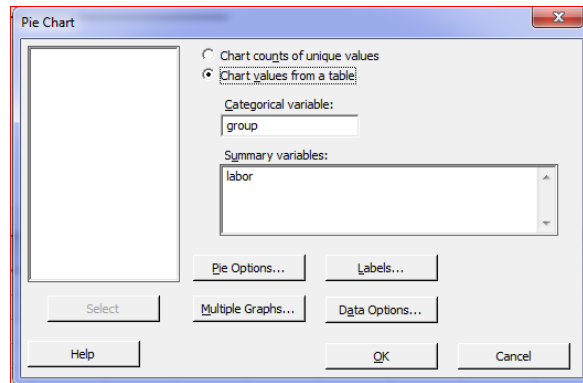 Pie Chart
Chart counts of unique values
Chart values from a table
Categorical variable:
group
Summary variables:
labor
Pie Options...
Labels...
Select
Multiple Graphs...
Data Options...
Help
OK
Cancel